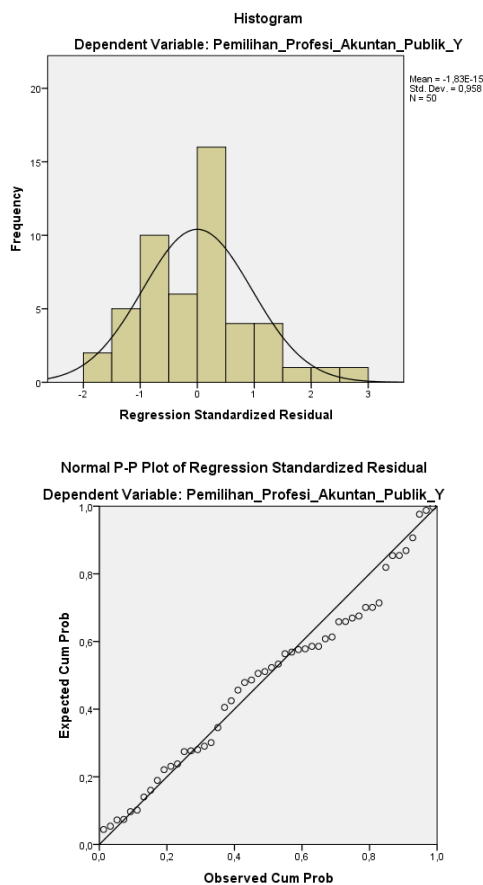 Histogram
Dependent Variable: Pemilihan_Profesi_Akuntan_Publik_Y
Mean = -1,83E-15
Std. Dev. = 0,958
N = 50
20
15
10
5
0
Frequency
-2 -1 0 1 2 3
Regression Standardized Residual
Normal P-P Plot of Regression Standardized Residual
Dependent Variable: Pemilihan_Profesi_Akuntan_Publik_Y
1,0
0,8
0,6
0,4
0,2
0,0
Expected Cum Prob
0,0 0,2 0,4 0,6 0,8 1,0
Observed Cum Prob